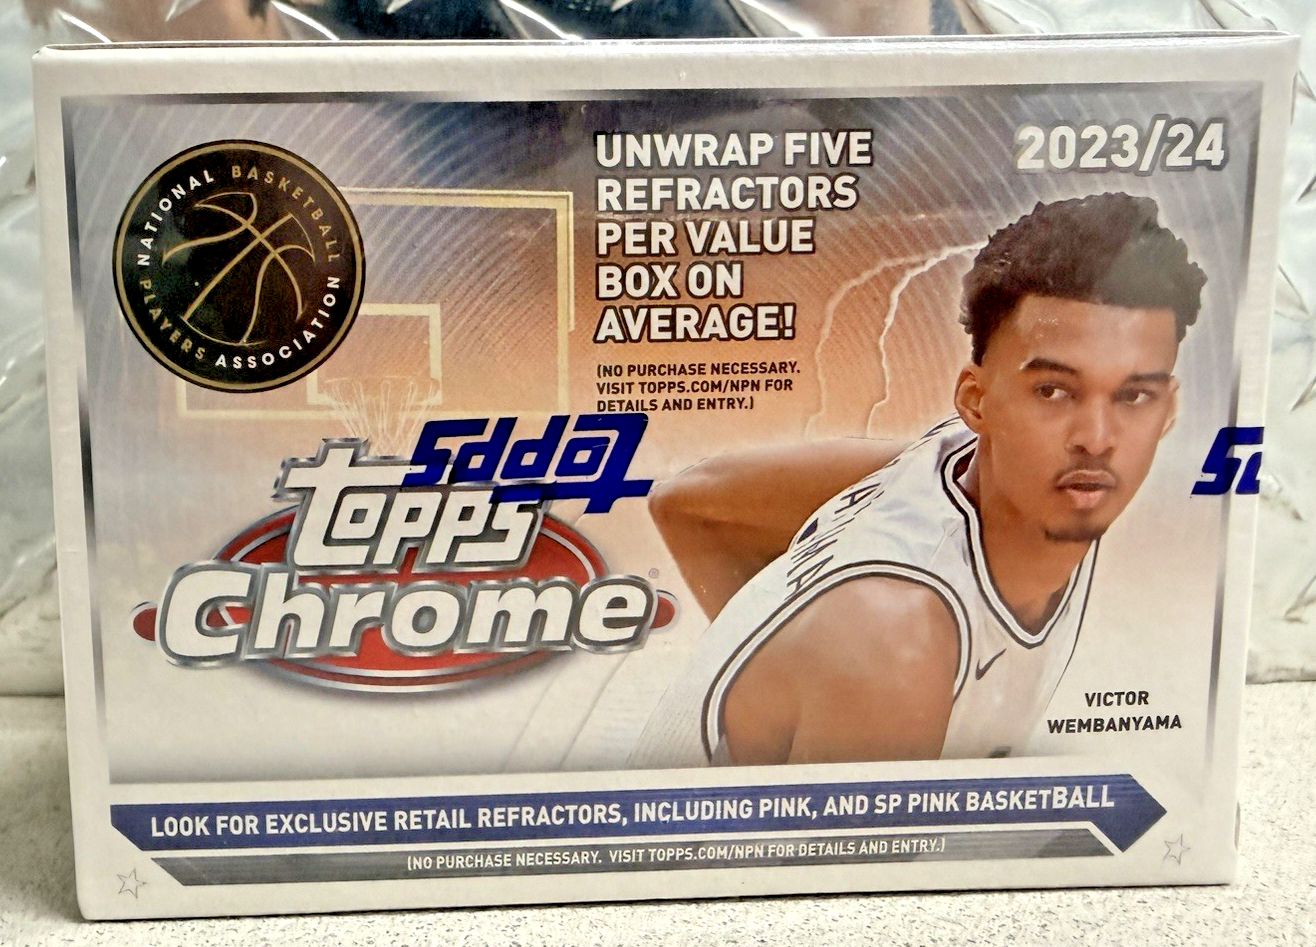 NATIONAL BASKETBALL
PLAYERS ASSOCIATION
UNWRAP FIVE
REFRACTORS
PER VALUE
BOX ON
AVERAGE!
(NO PURCHASE NECESSARY.
VISIT TOPPS.COM/NPN FOR
DETAILS AND ENTRY.)
2023/24
Topps
topps
Chrome
®
VICTOR
WEMBANYAMA
LOOK FOR EXCLUSIVE RETAIL REFRACTORS, INCLUDING PINK, AND SP PINK BASKETBALL
(NO PURCHASE NECESSARY. VISIT TOPPS.COM/NPN FOR DETAILS AND ENTRY.)